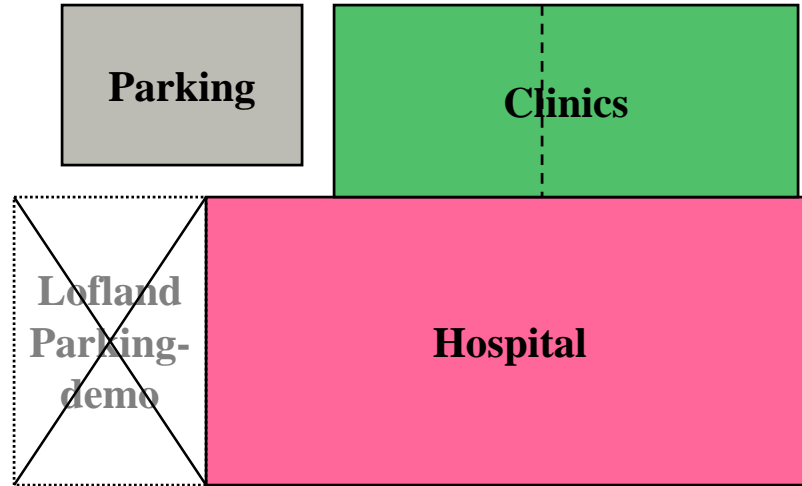 Parking
Clinics
Lofland
Parking-
demo
Hospital